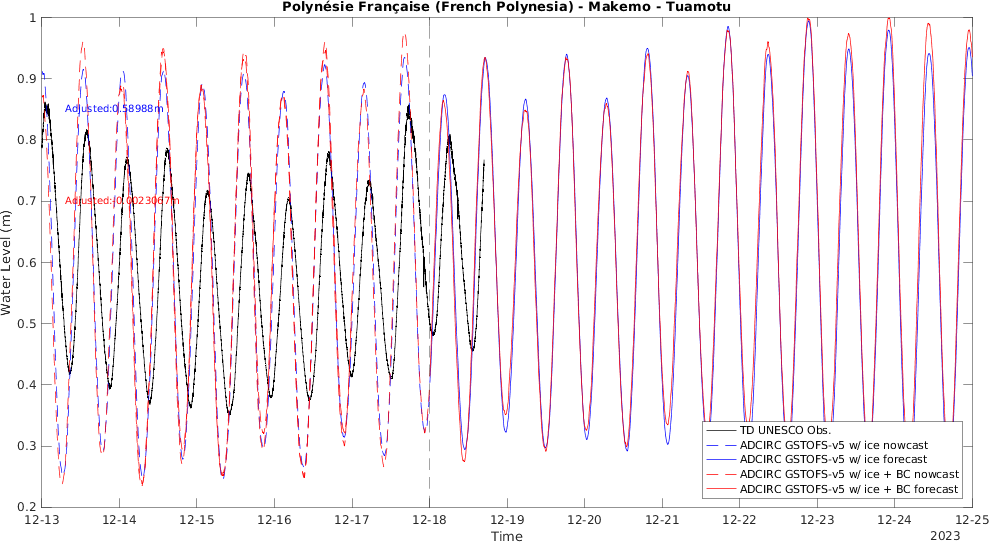 Polynésie Française (French Polynesia) - Makemo - Tuamotu
1
0.9
0.8
0.7
0.6
0.5
0.4
0.3
0.2
Water Level (m)
Adjusted:0.58988m
Adjusted:-0.0023067m
TD UNESCO Obs.
ADCIRC GSTOFS-v5 w/ ice nowcast
ADCIRC GSTOFS-v5 w/ ice forecast
ADCIRC GSTOFS-v5 w/ ice + BC nowcast
ADCIRC GSTOFS-v5 w/ ice + BC forecast
12-13 12-14 12-15 12-16 12-17 12-18 12-19 12-20 12-21 12-22 12-23 12-24 12-25
Time
2023